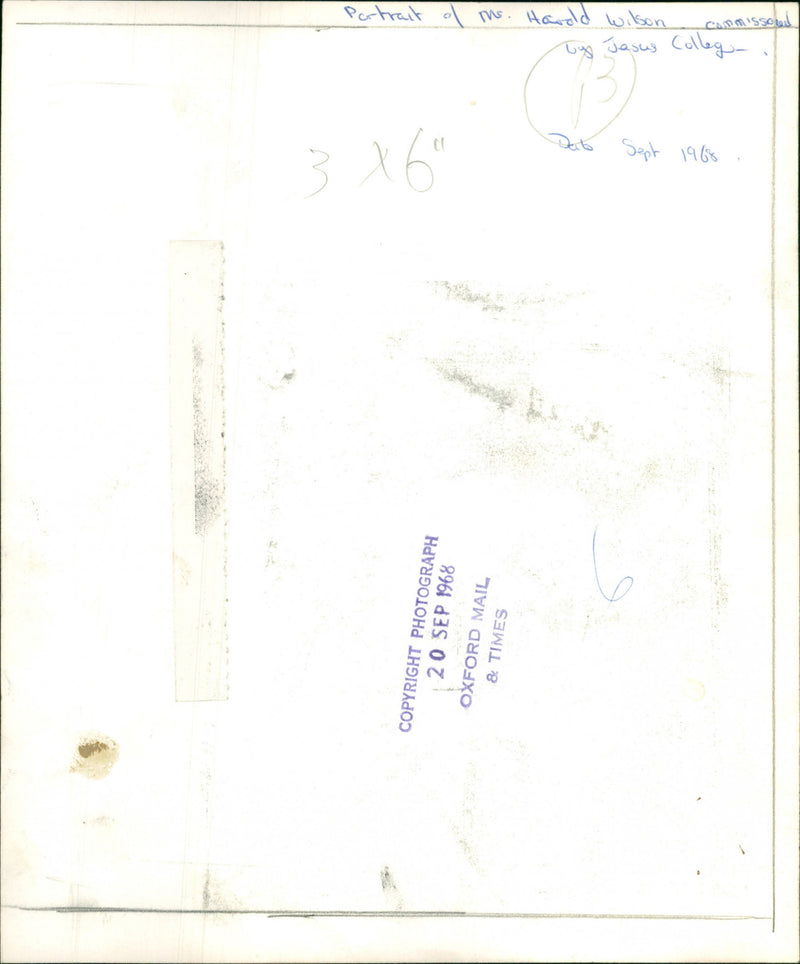 Portrait of Mr. Harold Wilson. commissoned
by Jesus College.
13
Date Sept 1968.
3 X 6"
COPYRIGHT PHOTOGRAPH
20 SEP 1968
OXFORD MAIL
& TIMES
6